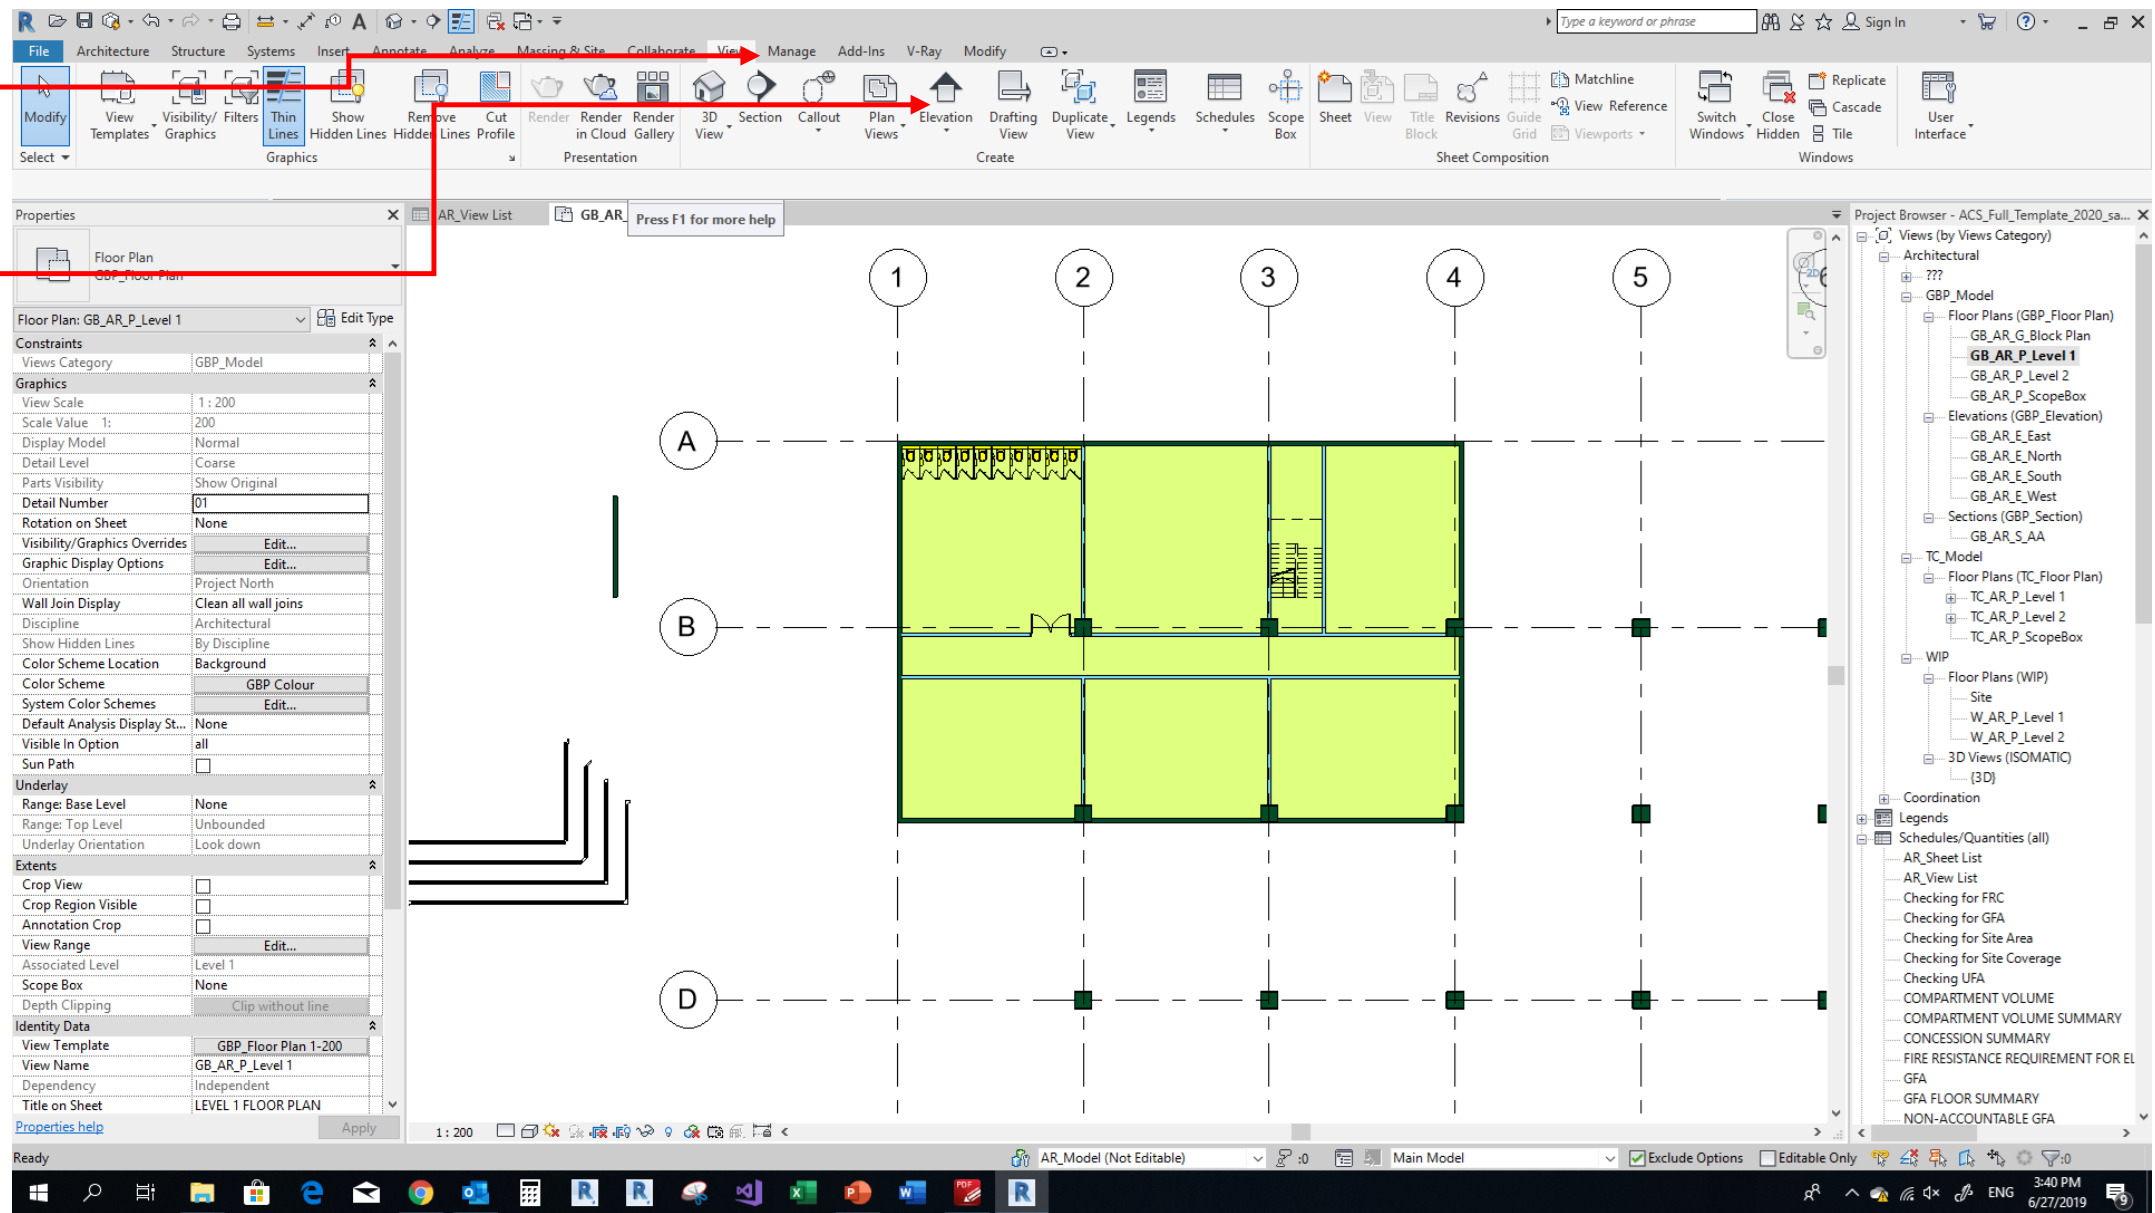 Type a keyword or phrase
Sign In
File Architecture Structure Systems Insert Annotate Analyze Massing & Site Collaborate View Manage Add-Ins V-Ray Modify
Modify
View Templates
Visibility/ Graphics
Filters
Thin Lines
Show Hidden Lines
Remove Hidden Lines
Cut Profile
Render
Render in Cloud
Render Gallery
3D View
Section
Callout
Plan Views
Elevation
Drafting View
Duplicate View
Legends
Schedules
Scope Box
Sheet
View
Title Block
Revisions
Guide Grid
Matchline
View Reference
Viewports
Switch Windows
Close Hidden
Replicate
Cascade
Tile
User Interface
Select
Graphics
Presentation
Create
Sheet Composition
Windows
Properties
AR_View List
GB_AR_
Press F1 for more help
Project Browser - ACS_Full_Template_2020_sa...
Floor Plan
GBP_Floor Plan
Floor Plan: GB_AR_P_Level 1
Edit Type
Constraints
Views Category GBP_Model
Graphics
View Scale 1 : 200
Scale Value 1: 200
Display Model Normal
Detail Level Coarse
Parts Visibility Show Original
Detail Number 01
Rotation on Sheet None
Visibility/Graphics Overrides Edit...
Graphic Display Options Edit...
Orientation Project North
Wall Join Display Clean all wall joins
Discipline Architectural
Show Hidden Lines By Discipline
Color Scheme Location Background
Color Scheme GBP Colour
System Color Schemes Edit...
Default Analysis Display St... None
Visible In Option all
Sun Path
Underlay
Range: Base Level None
Range: Top Level Unbounded
Underlay Orientation Look down
Extents
Crop View
Crop Region Visible
Annotation Crop
View Range Edit...
Associated Level Level 1
Scope Box None
Depth Clipping Clip without line
Identity Data
View Template GBP_Floor Plan 1-200
View Name GB_AR_P_Level 1
Dependency Independent
Title on Sheet LEVEL 1 FLOOR PLAN
Properties help
Apply
1 2 3 4 5 6
2D
A
B
D
Views (by Views Category)
Architectural
???
GBP_Model
Floor Plans (GBP_Floor Plan)
GB_AR_G_Block Plan
GB_AR_P_Level 1
GB_AR_P_Level 2
GB_AR_P_ScopeBox
Elevations (GBP_Elevation)
GB_AR_E_East
GB_AR_E_North
GB_AR_E_South
GB_AR_E_West
Sections (GBP_Section)
GB_AR_S_AA
TC_Model
Floor Plans (TC_Floor Plan)
TC_AR_P_Level 1
TC_AR_P_Level 2
TC_AR_P_ScopeBox
WIP
Floor Plans (WIP)
Site
W_AR_P_Level 1
W_AR_P_Level 2
3D Views (ISOMATIC)
{3D}
Coordination
Legends
Schedules/Quantities (all)
AR_Sheet List
AR_View List
Checking for FRC
Checking for GFA
Checking for Site Area
Checking for Site Coverage
Checking UFA
COMPARTMENT VOLUME
COMPARTMENT VOLUME SUMMARY
CONCESSION SUMMARY
FIRE RESISTANCE REQUIREMENT FOR EL
GFA
GFA FLOOR SUMMARY
NON-ACCOUNTABLE GFA
1 : 200
Ready
AR_Model (Not Editable)
:0
Main Model
Exclude Options
Editable Only
:0
ENG
3:40 PM
6/27/2019